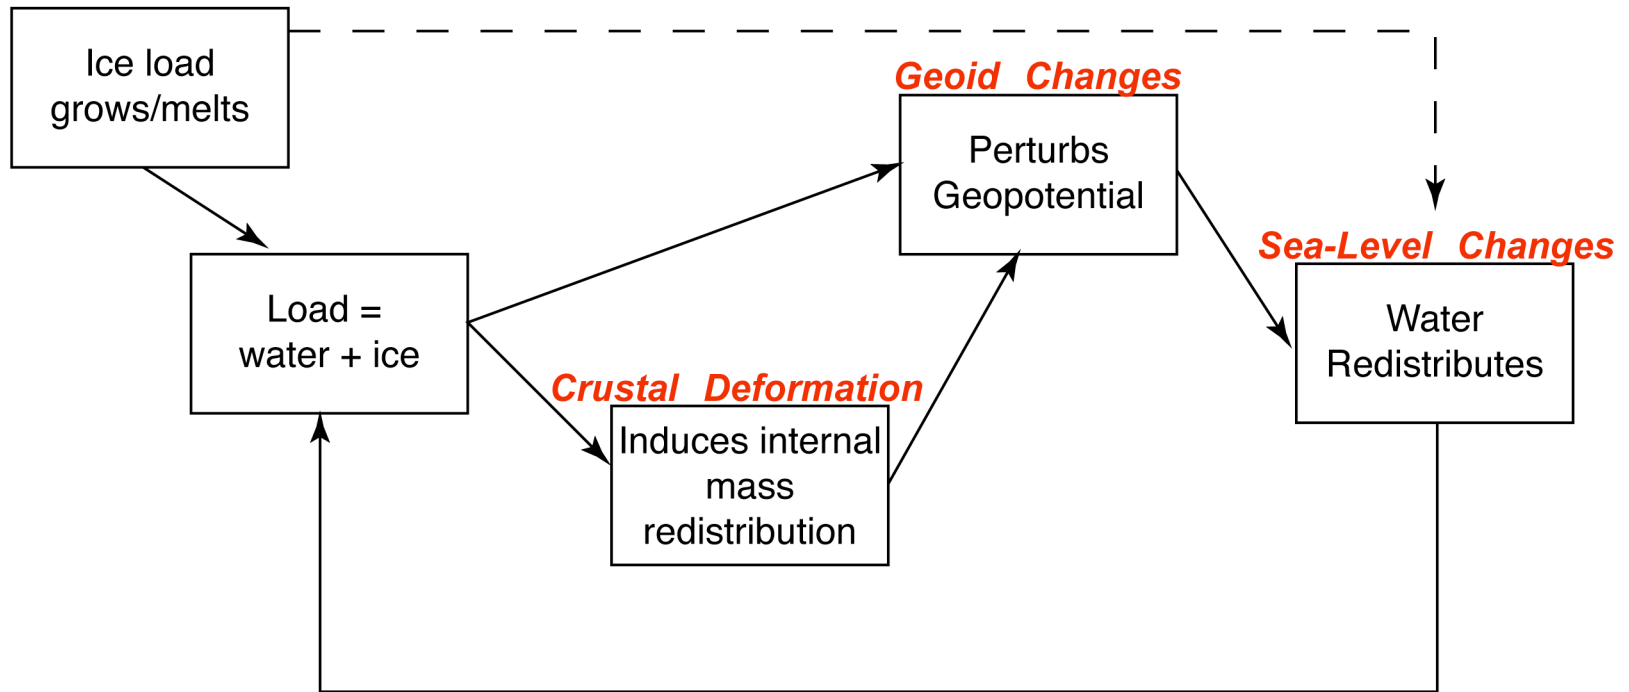 Ice load
grows/melts
Geoid Changes
Perturbs
Geopotential
Sea-Level Changes
Water
Redistributes
Load =
water + ice
Crustal Deformation
Induces internal
mass
redistribution